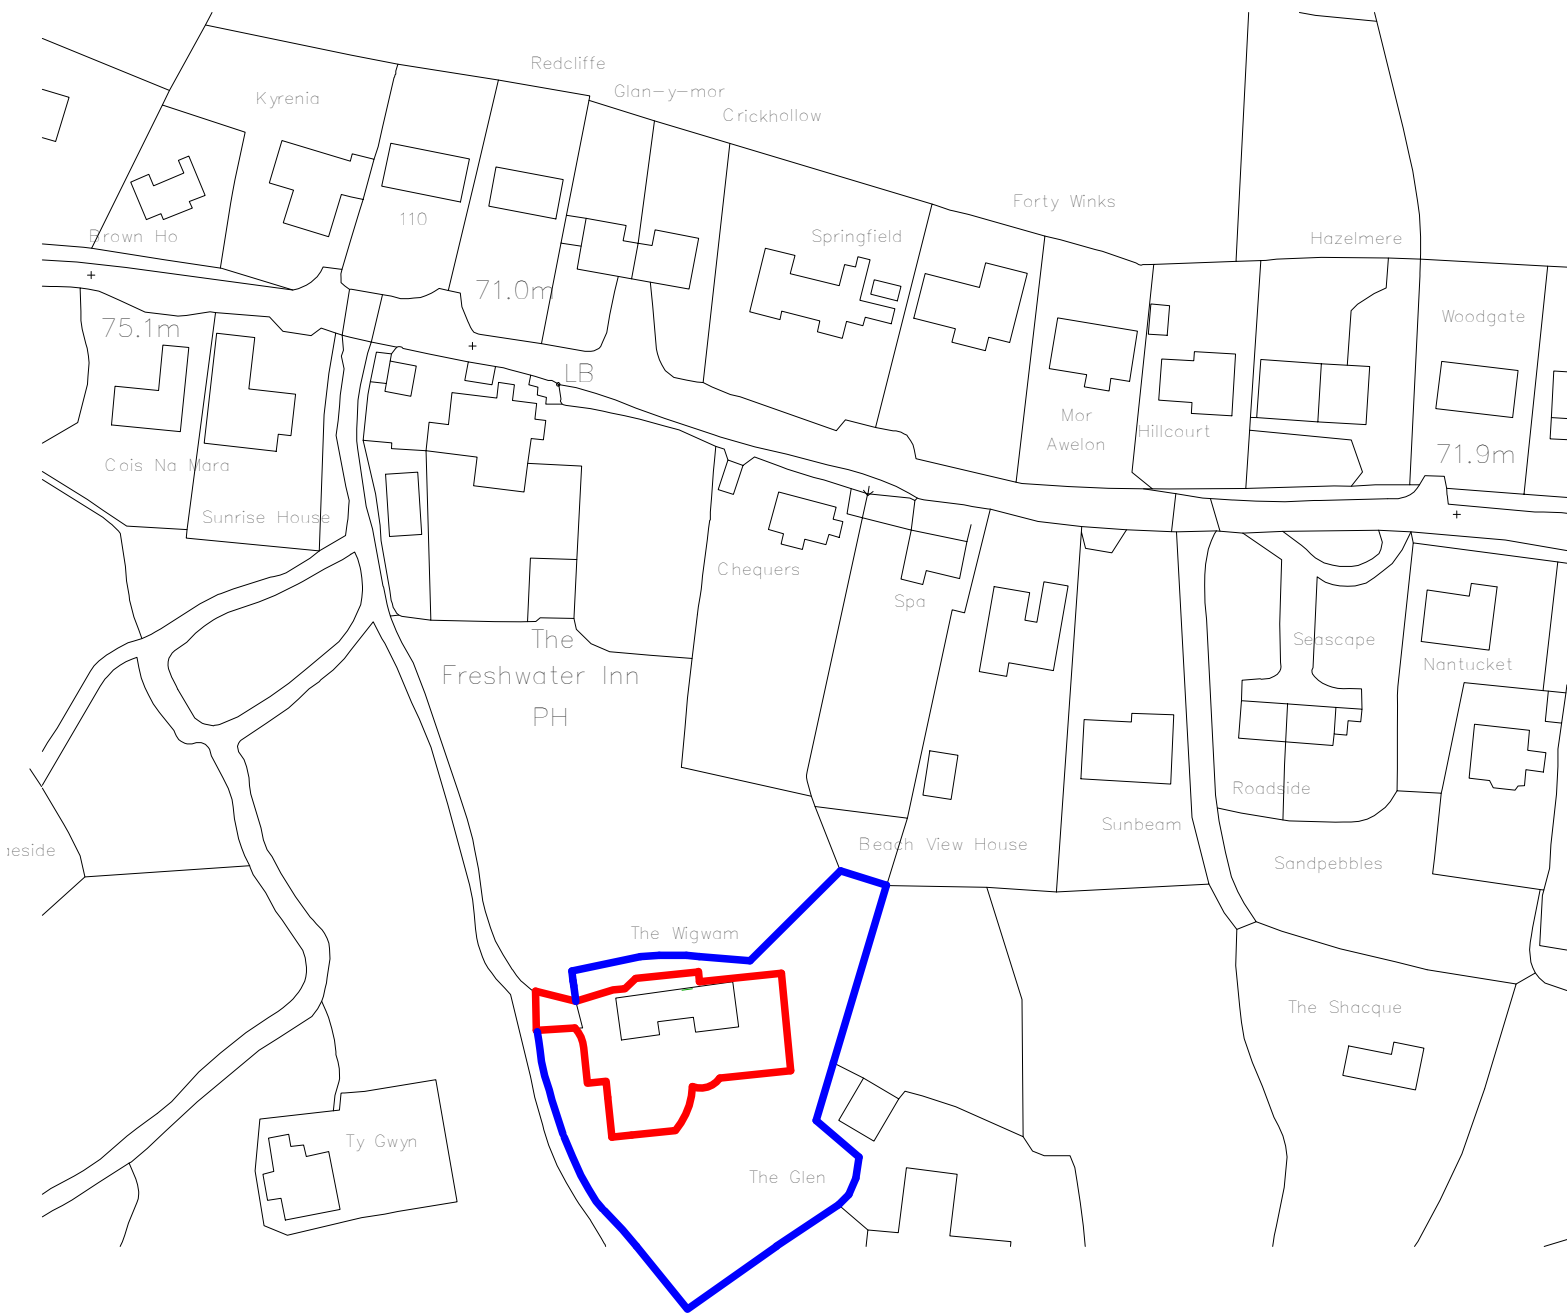 Redcliffe
Glan-y-mor
Kyrenia
Crickhollow
Forty Winks
110
Brown Ho
Springfield
Hazelmere
71.0m
75.1m
Woodgate
LB
Mor
Awelon
Hillcourt
71.9m
Cois Na Mara
Sunrise House
Chequers
Spa
The
Freshwater Inn
PH
Seascape
Nantucket
Roadside
Sunbeam
Beach View House
Sandpebbles
The Wigwam
The Shacque
Ty Gwyn
The Glen